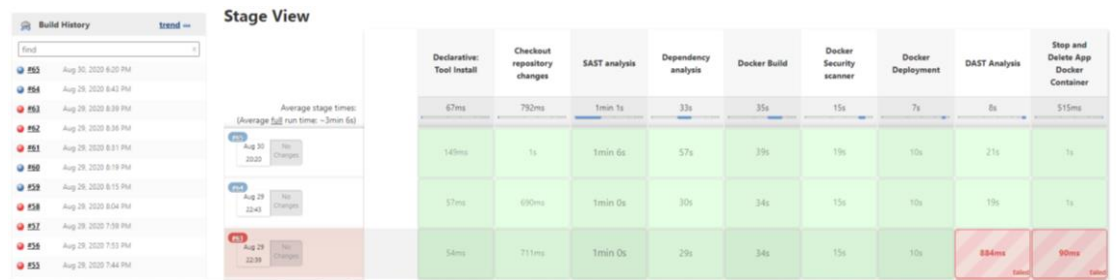 Stage View
Build History
trend
find
#65 Aug 30, 2020 6:20 PM
#64 Aug 29, 2020 8:42 PM
#63 Aug 29, 2020 8:39 PM
#62 Aug 29, 2020 8:36 PM
#61 Aug 29, 2020 8:31 PM
#60 Aug 29, 2020 8:19 PM
#59 Aug 29, 2020 8:15 PM
#58 Aug 29, 2020 8:04 PM
#57 Aug 29, 2020 7:59 PM
#56 Aug 29, 2020 7:53 PM
#55 Aug 29, 2020 7:44 PM
Declarative:
Tool Install
Checkout
repository
changes
SAST analysis
Dependency
analysis
Docker Build
Docker
Security
scanner
Docker
Deployment
DAST Analysis
Stop and
Delete App
Docker
Container
Average stage times:
(Average full run time: ~3min 6s)
67ms
792ms
1min 1s
33s
35s
15s
7s
8s
515ms
#65
Aug 30
20:20
No
Changes
149ms
1s
1min 6s
57s
39s
19s
10s
21s
1s
#64
Aug 29
22:43
No
Changes
57ms
690ms
1min 0s
30s
34s
15s
10s
19s
1s
#63
Aug 29
22:39
No
Changes
54ms
711ms
1min 0s
29s
34s
15s
10s
884ms
failed
90ms
failed